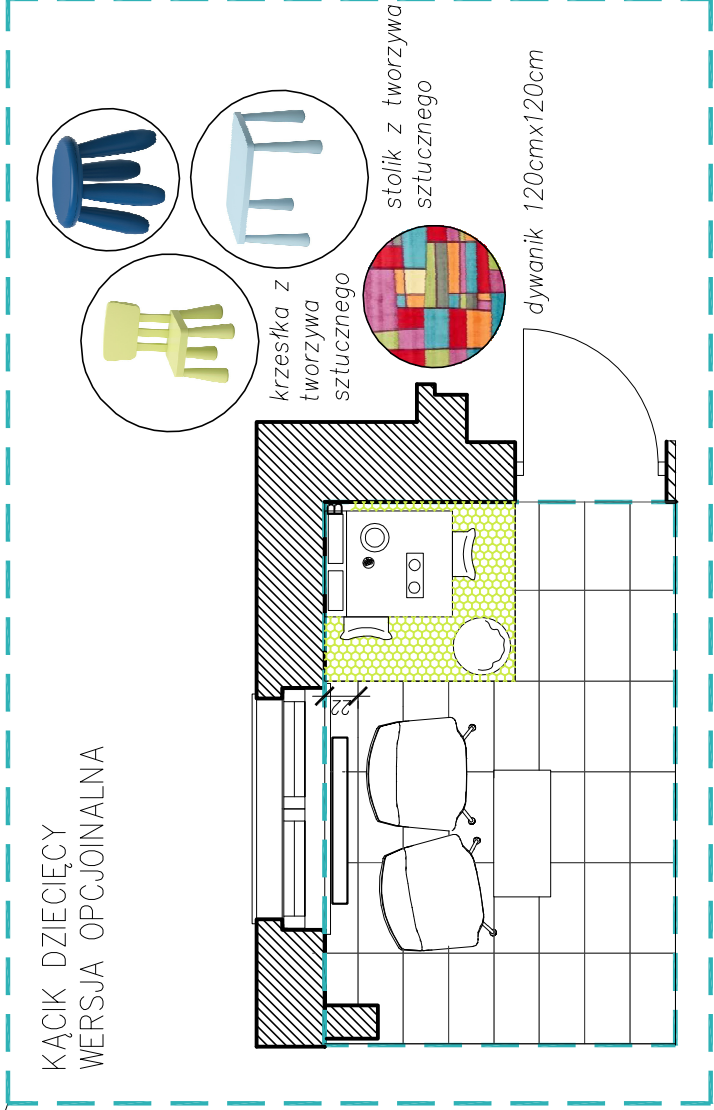 KĄCIK DZIECIĘCY
WERSJA OPCJOINALNA
krzesłka z
tworzywa
sztucznego
stolik z tworzywa
sztucznego
dywanik 120cmx120cm
22